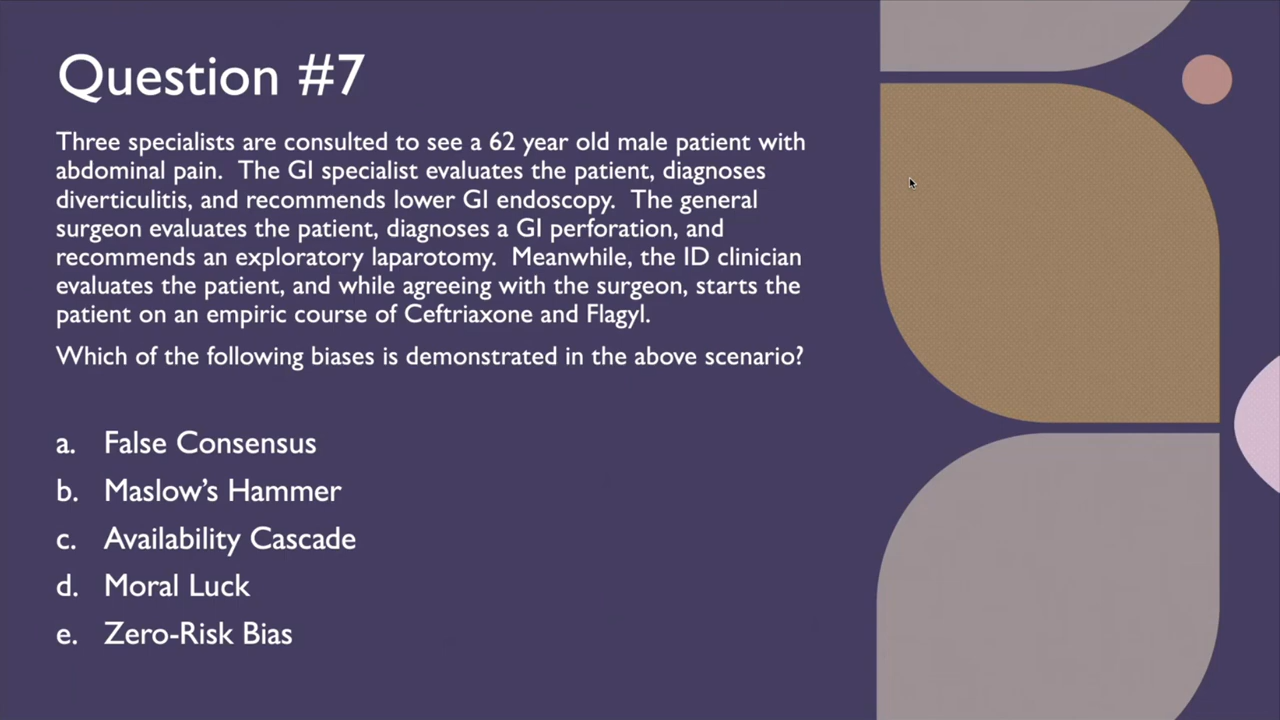 Question #7
Three specialists are consulted to see a 62 year old male patient with
abdominal pain.  The GI specialist evaluates the patient, diagnoses
diverticulitis, and recommends lower GI endoscopy.  The general
surgeon evaluates the patient, diagnoses a GI perforation, and
recommends an exploratory laparotomy.  Meanwhile, the ID clinician
evaluates the patient, and while agreeing with the surgeon, starts the
patient on an empiric course of Ceftriaxone and Flagyl.
Which of the following biases is demonstrated in the above scenario?
a. False Consensus
b. Maslow's Hammer
c. Availability Cascade
d. Moral Luck
e. Zero-Risk Bias